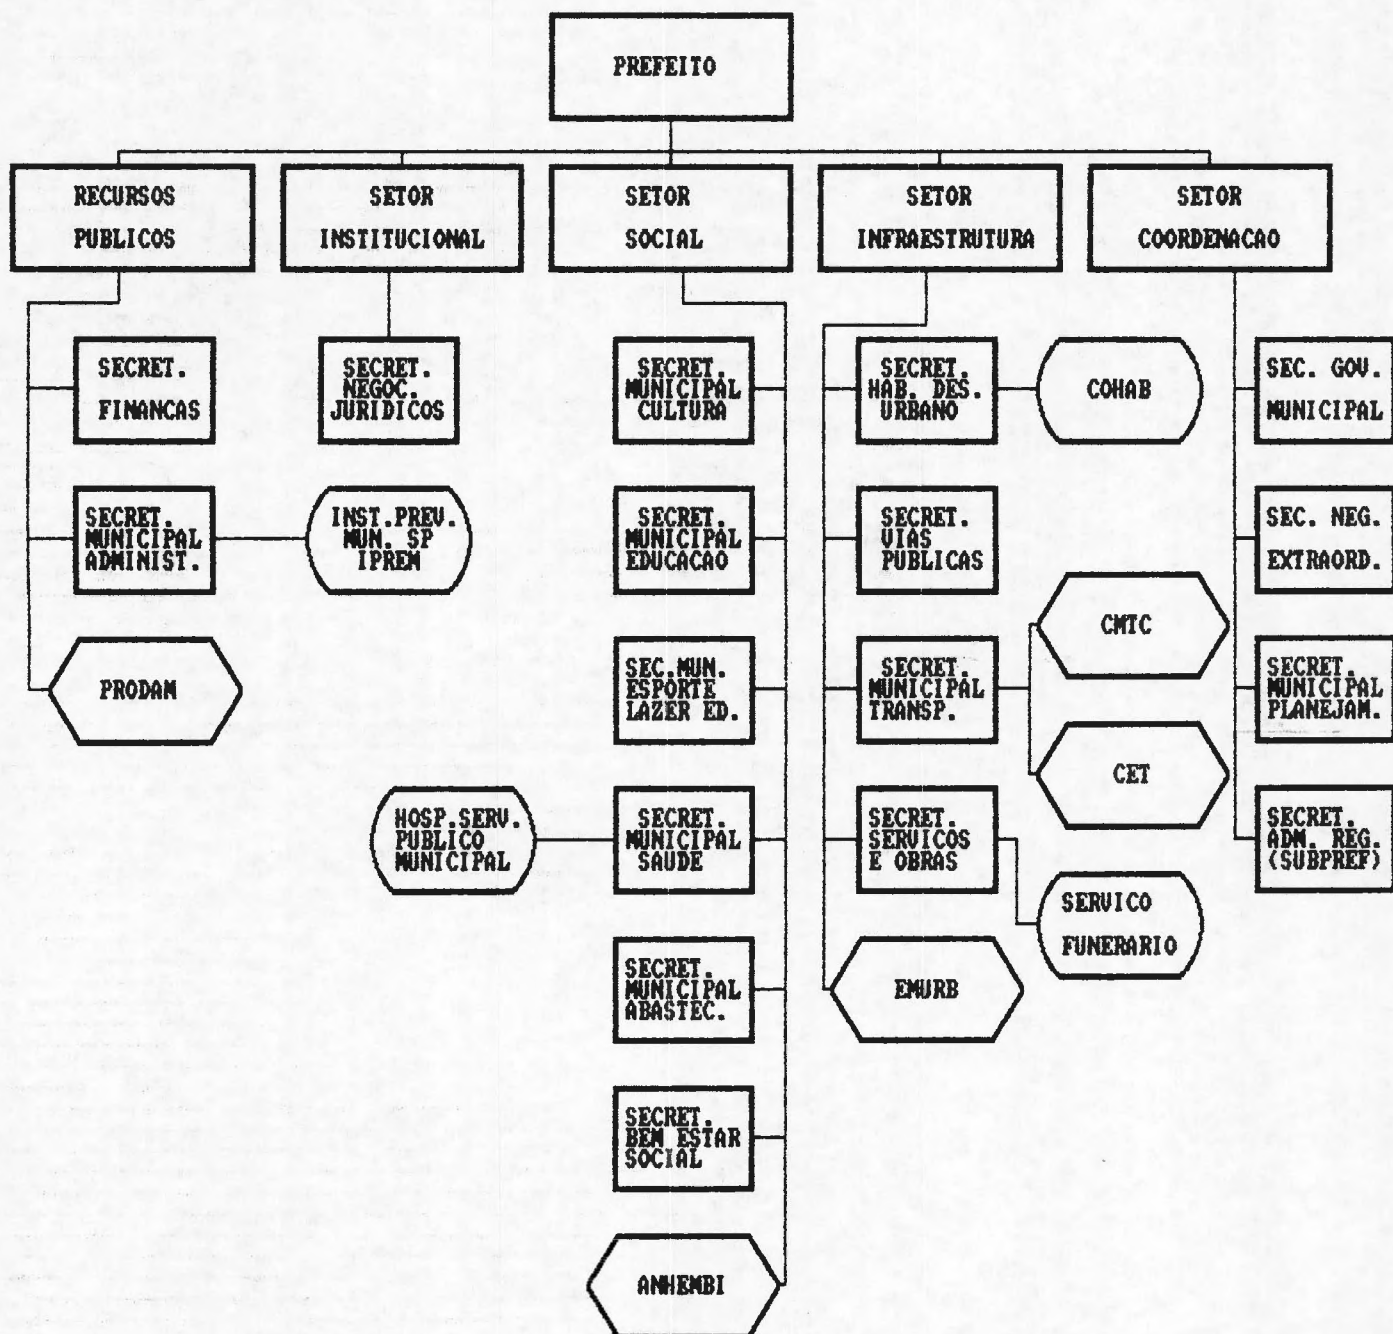 PREFEITO
RECURSOS
PUBLICOS
SETOR
INSTITUCIONAL
SETOR
SOCIAL
SETOR
INFRAESTRUTURA
SETOR
COORDENACAO
SECRET.
FINANCAS
SECRET.
NEGOC.
JURIDICOS
SECRET.
MUNICIPAL
CULTURA
SECRET.
HAB. DES.
URBANO
COHAB
SEC. GOV.
MUNICIPAL
SECRET.
MUNICIPAL
ADMINIST.
INST.PREV.
MUN. SP
IPREM
SECRET.
MUNICIPAL
EDUCACAO
SECRET.
VIAS
PUBLICAS
SEC. NEG.
EXTRAORD.
PRODAM
SEC.MUN.
ESPORTE
LAZER ED.
SECRET.
MUNICIPAL
TRANSP.
CMTC
CET
SECRET.
MUNICIPAL
PLANEJAM.
HOSP.SERV.
PUBLICO
MUNICIPAL
SECRET.
MUNICIPAL
SAUDE
SECRET.
SERVICOS
E OBRAS
SERVICO
FUNERARIO
SECRET.
ADM. REG.
(SUBPREF)
SECRET.
MUNICIPAL
ABASTEC.
EMURB
SECRET.
BEM ESTAR
SOCIAL
ANHEMBI